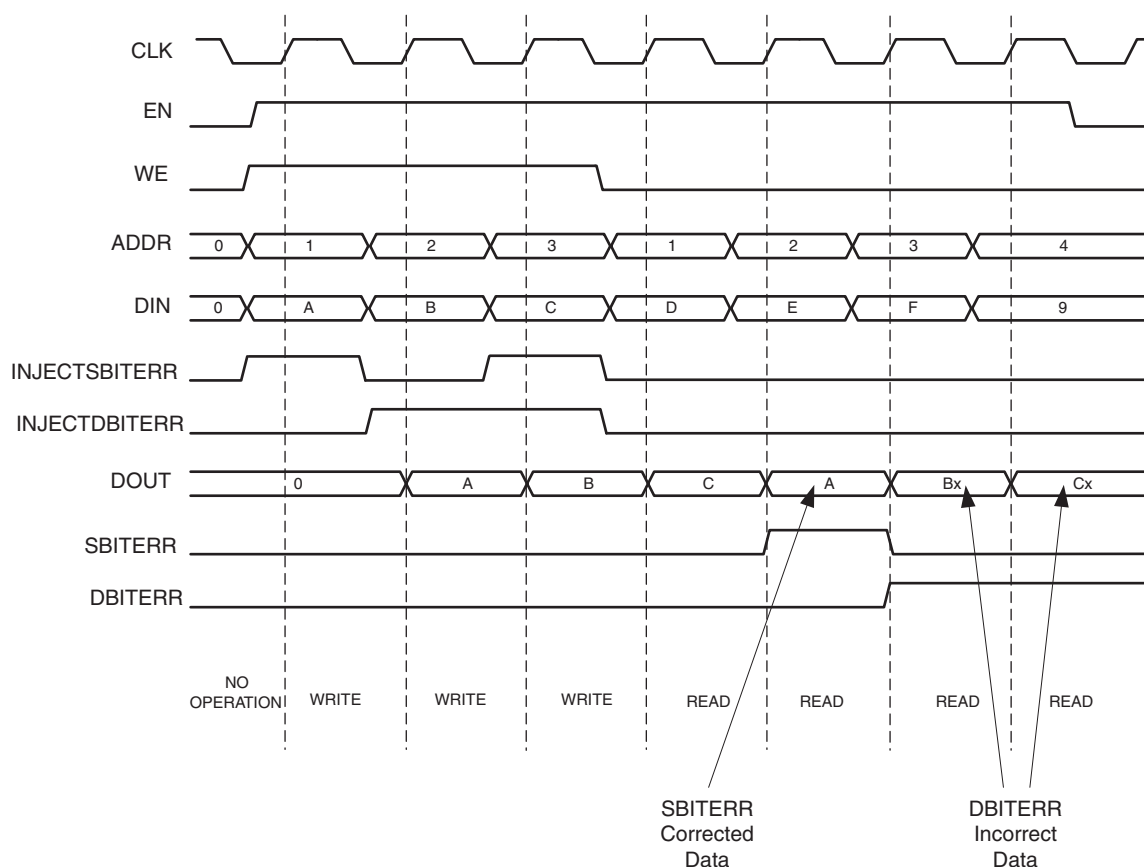 CLK
EN
WE
ADDR 0 1 2 3 1 2 3 4
DIN 0 A B C D E F 9
INJECTSBITERR
INJECTDBITERR
DOUT 0 A B C A Bx Cx
SBITERR
DBITERR
NO
OPERATION WRITE WRITE WRITE READ READ READ READ
SBITERR
Corrected
Data
DBITERR
Incorrect
Data